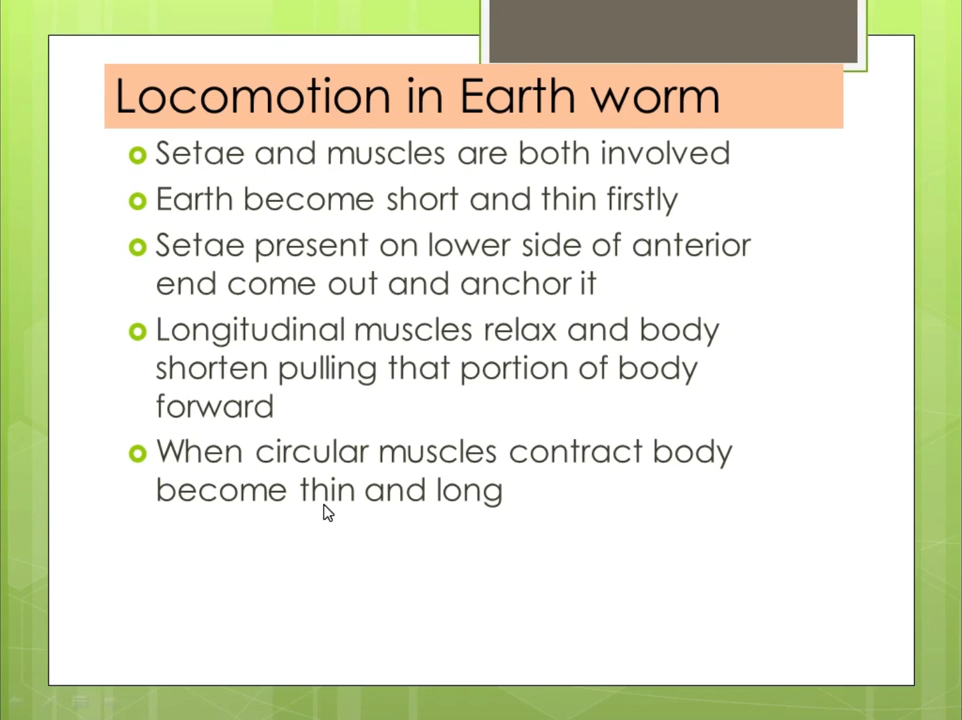 Locomotion in Earth worm
Setae and muscles are both involved
Earth become short and thin firstly
Setae present on lower side of anterior
end come out and anchor it
Longitudinal muscles relax and body
shorten pulling that portion of body
forward
When circular muscles contract body
become thin and long